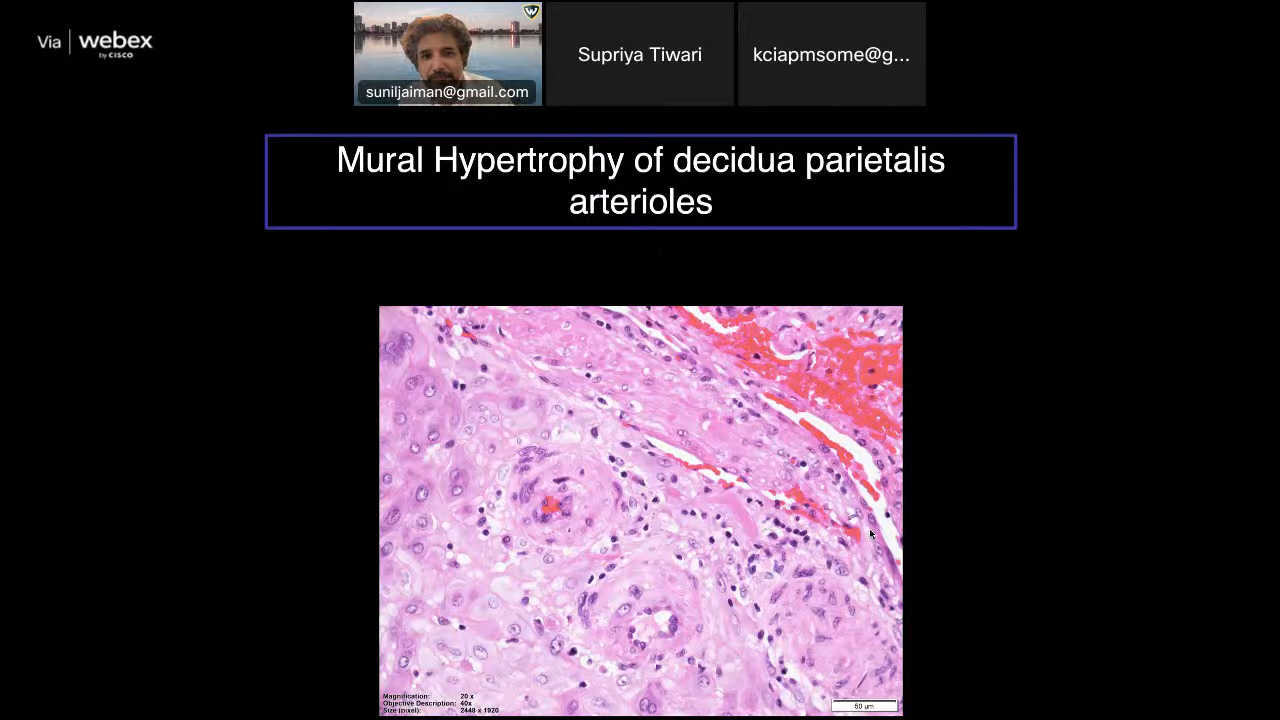 Via webex
by CISCO
W
suniljaiman@gmail.com
Supriya Tiwari
kciapmsome@g...
Mural Hypertrophy of decidua parietalis
arterioles
Magnification: 20 x
Objective Description: 40x
Size (pixel): 2448 x 1920
50 µm